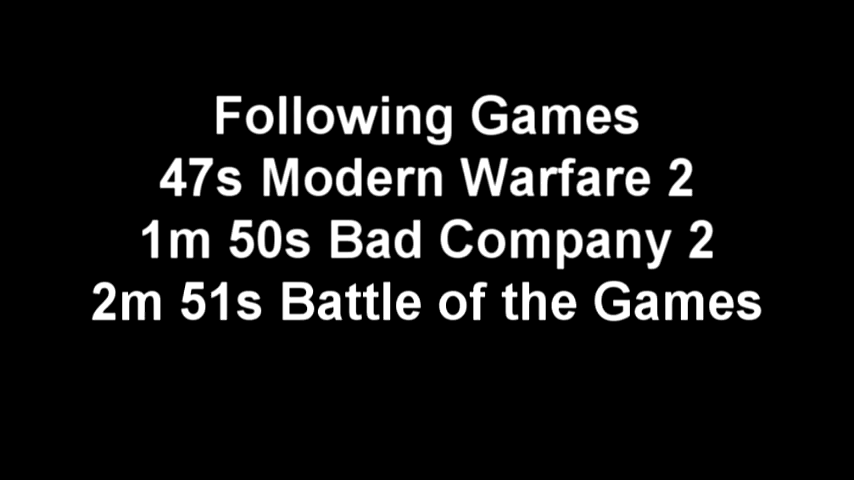 Following Games
47s Modern Warfare 2
1m 50s Bad Company 2
2m 51s Battle of the Games